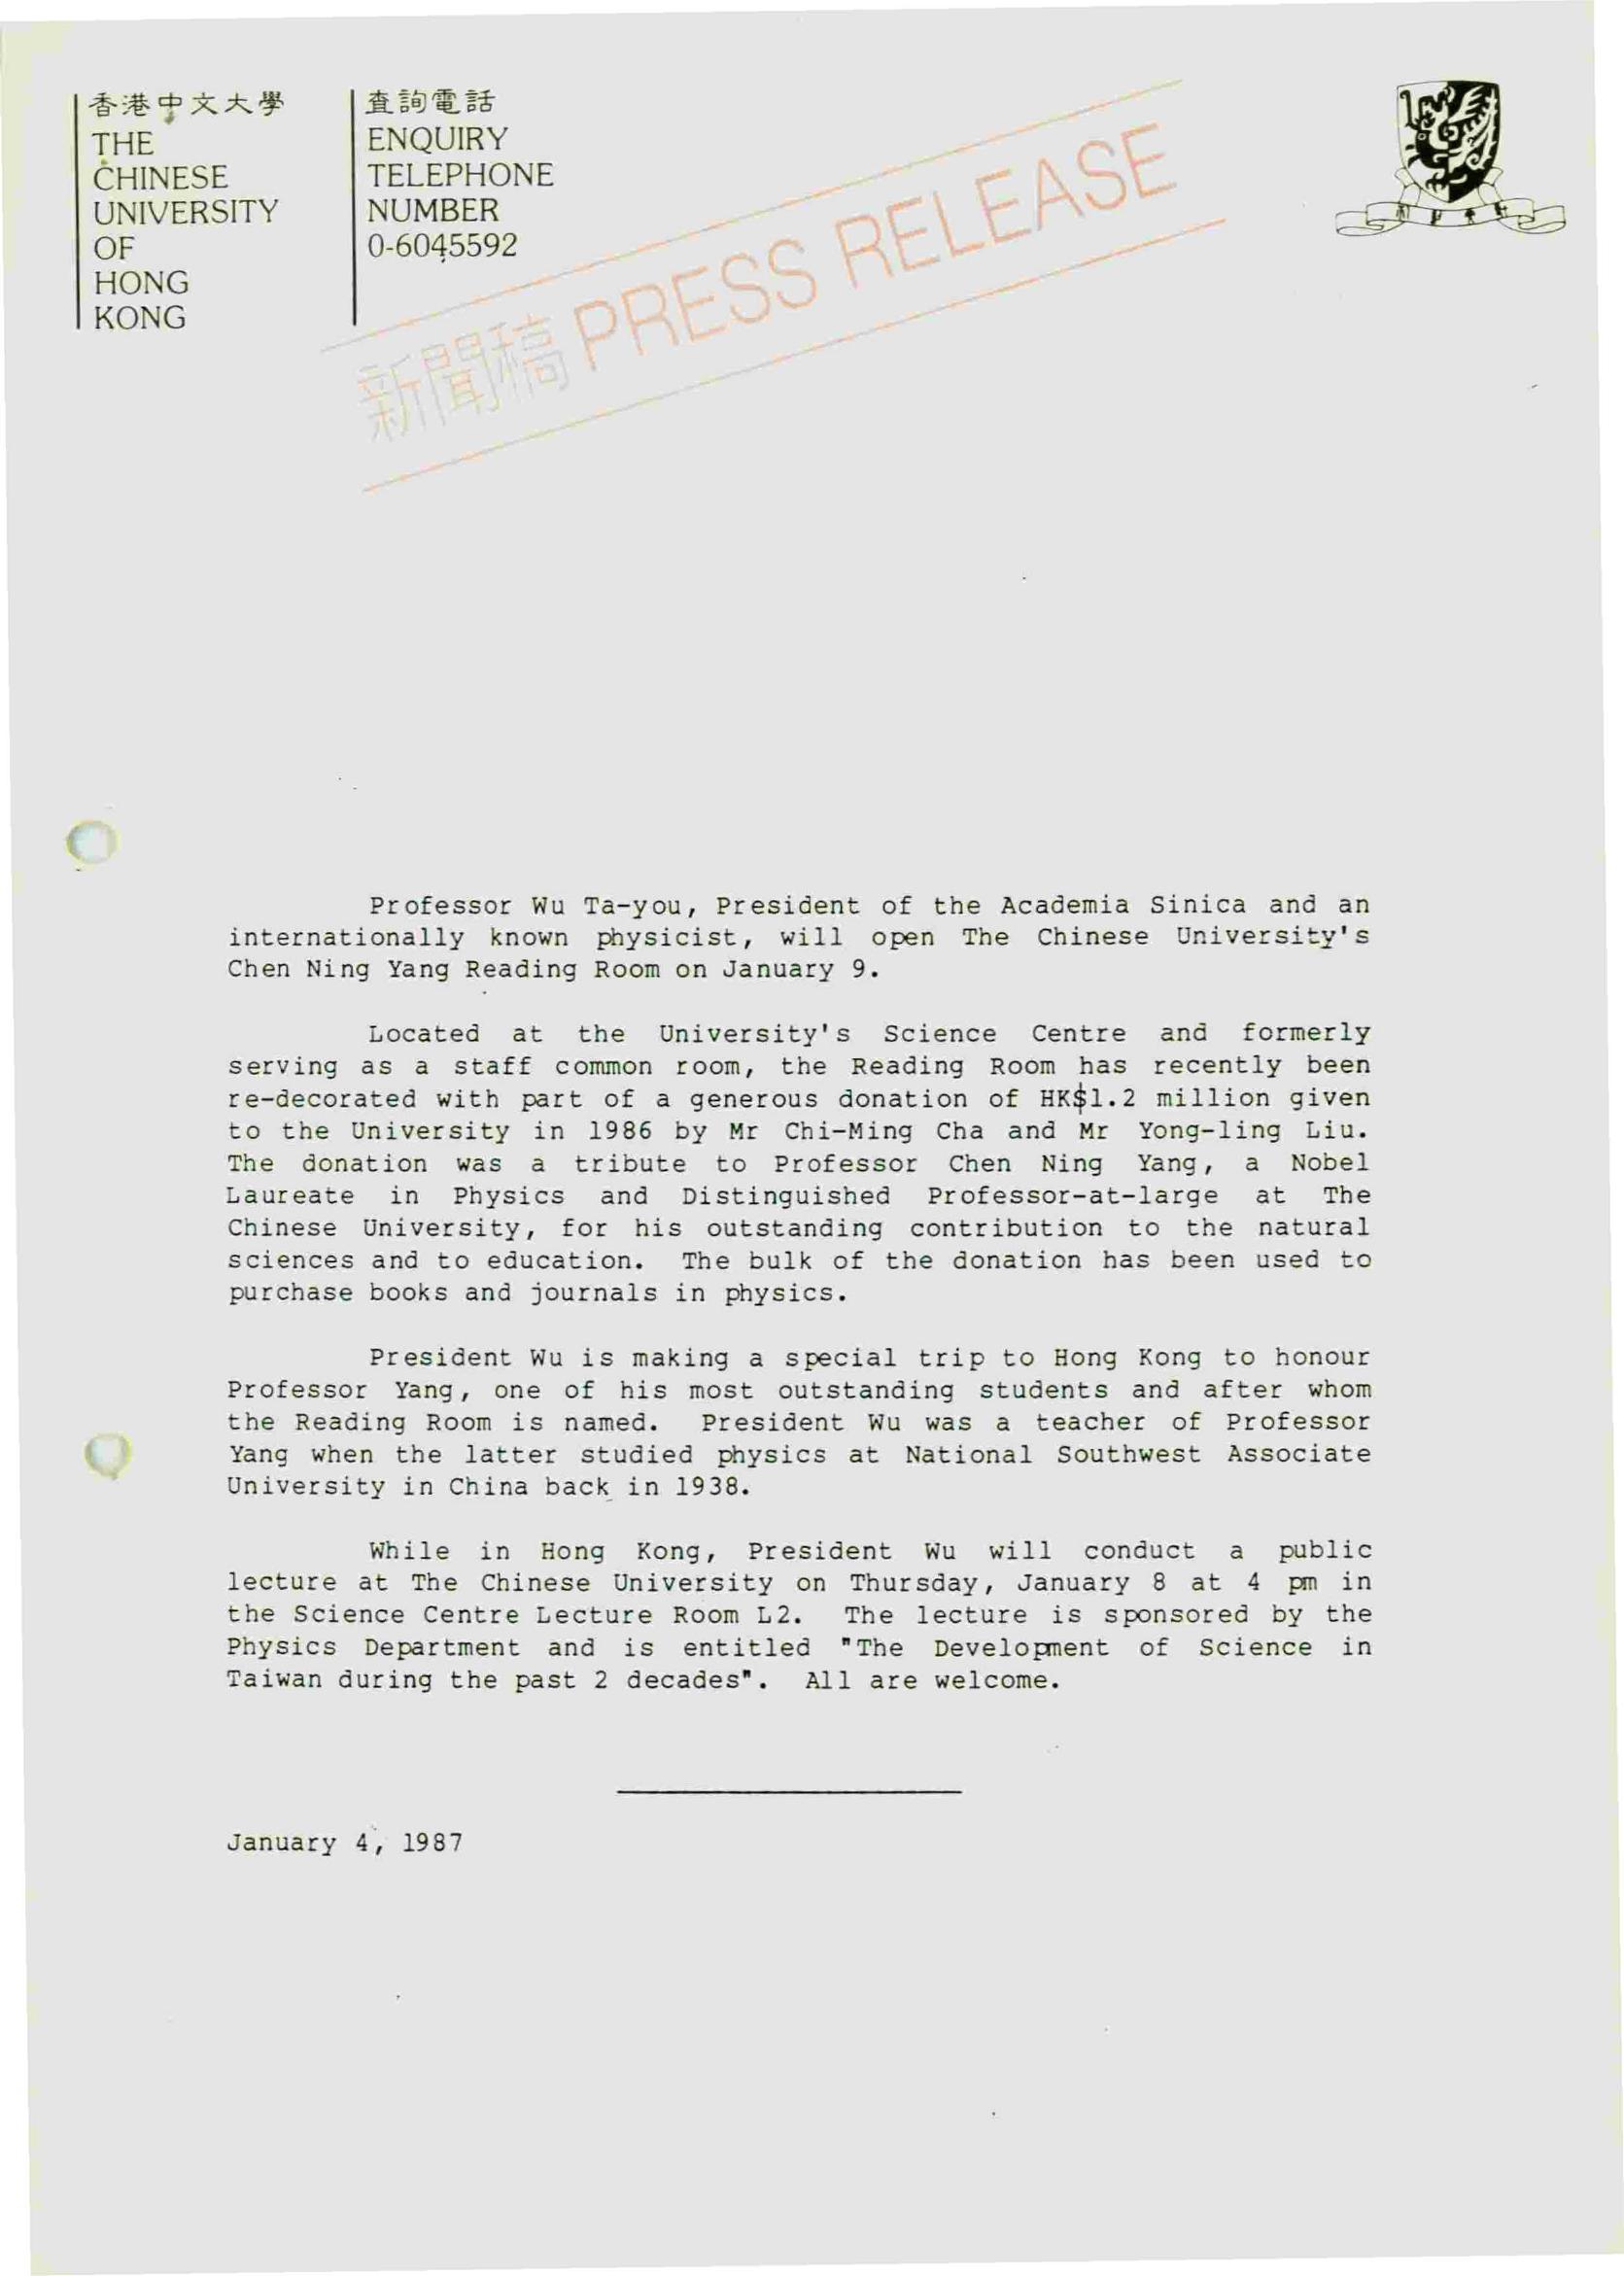 香港中文大學
THE
CHINESE
UNIVERSITY
OF
HONG
KONG
查詢電話
ENQUIRY
TELEPHONE
NUMBER
0-6045592
新聞稿 PRESS RELEASE
Professor Wu Ta-you, President of the Academia Sinica and an
internationally known physicist, will open The Chinese University's
Chen Ning Yang Reading Room on January 9.
Located at the University's Science Centre and formerly
serving as a staff common room, the Reading Room has recently been
re-decorated with part of a generous donation of HK$1.2 million given
to the University in 1986 by Mr Chi-Ming Cha and Mr Yong-ling Liu.
The donation was a tribute to Professor Chen Ning Yang, a Nobel
Laureate in Physics and Distinguished Professor-at-large at The
Chinese University, for his outstanding contribution to the natural
sciences and to education. The bulk of the donation has been used to
purchase books and journals in physics.
President Wu is making a special trip to Hong Kong to honour
Professor Yang, one of his most outstanding students and after whom
the Reading Room is named. President Wu was a teacher of Professor
Yang when the latter studied physics at National Southwest Associate
University in China back in 1938.
While in Hong Kong, President Wu will conduct a public
lecture at The Chinese University on Thursday, January 8 at 4 pm in
the Science Centre Lecture Room L2. The lecture is sponsored by the
Physics Department and is entitled "The Development of Science in
Taiwan during the past 2 decades". All are welcome.
January 4, 1987